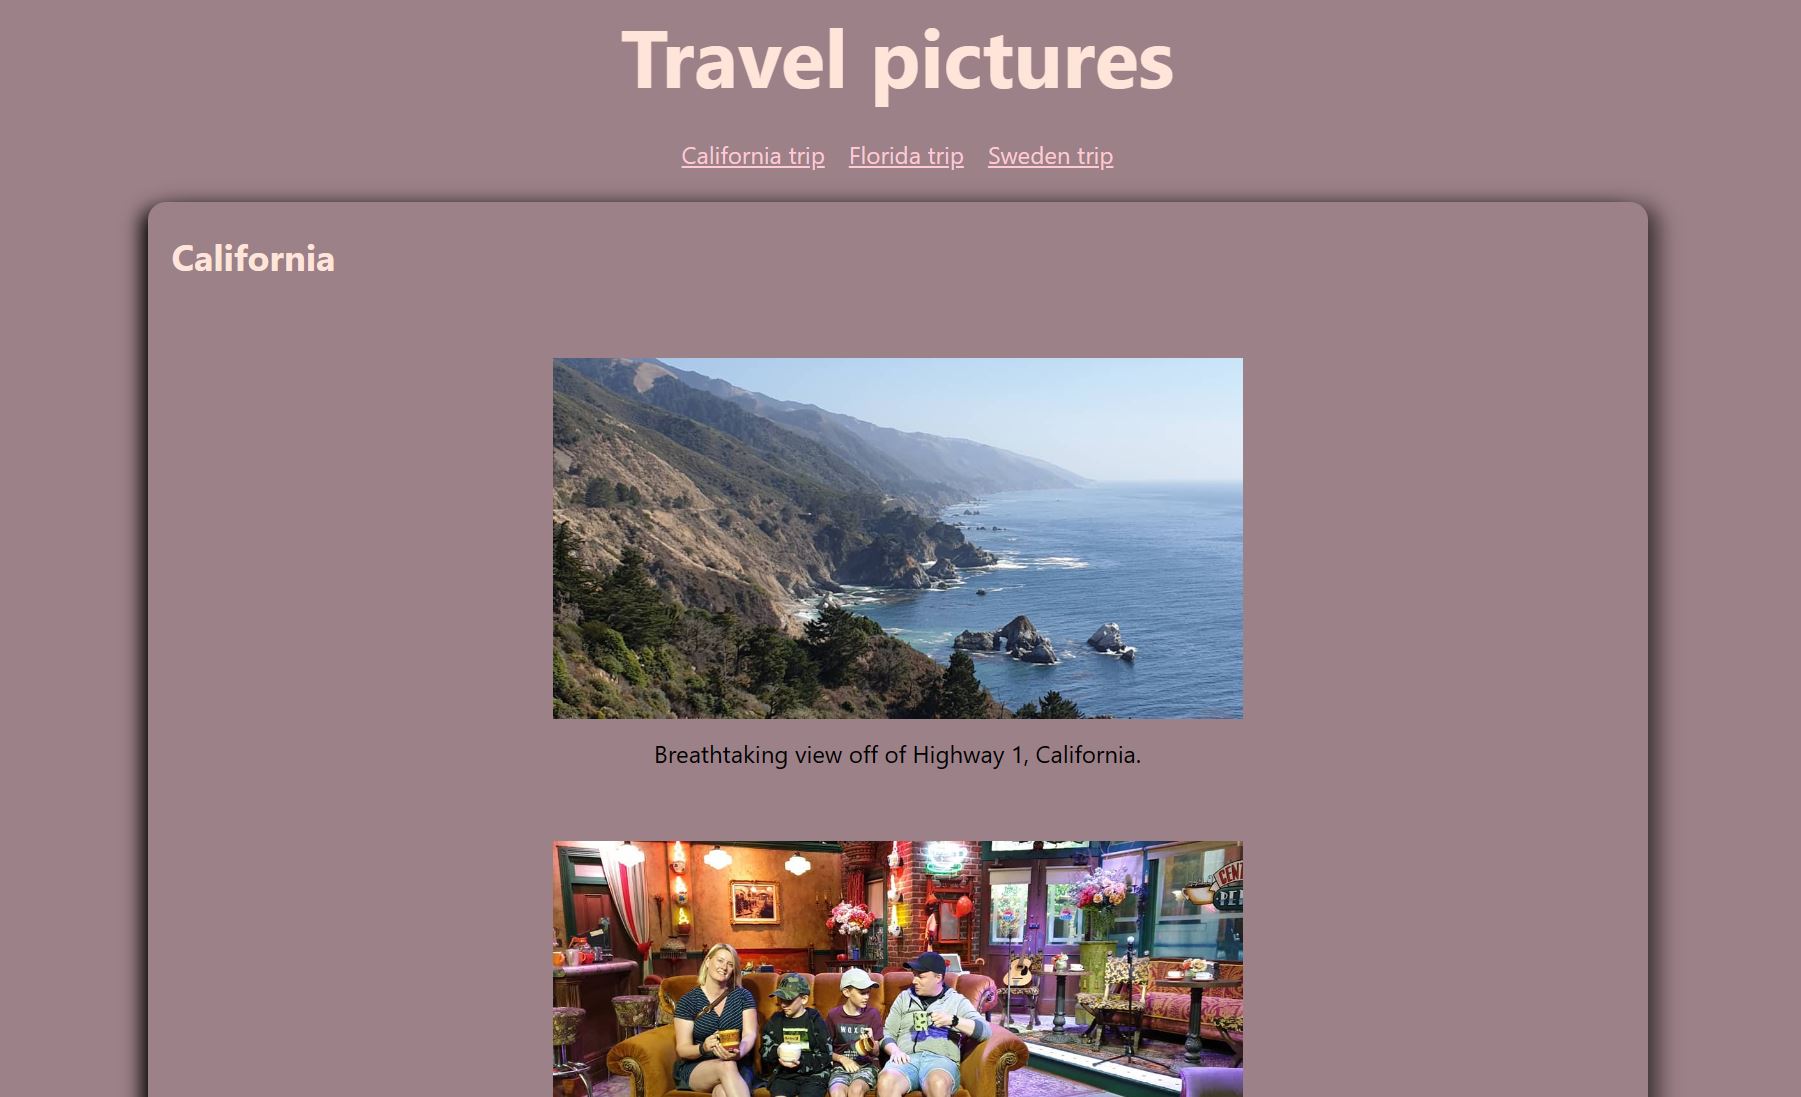 Travel pictures
California trip Florida trip Sweden trip
California
Breathtaking view off of Highway 1, California.